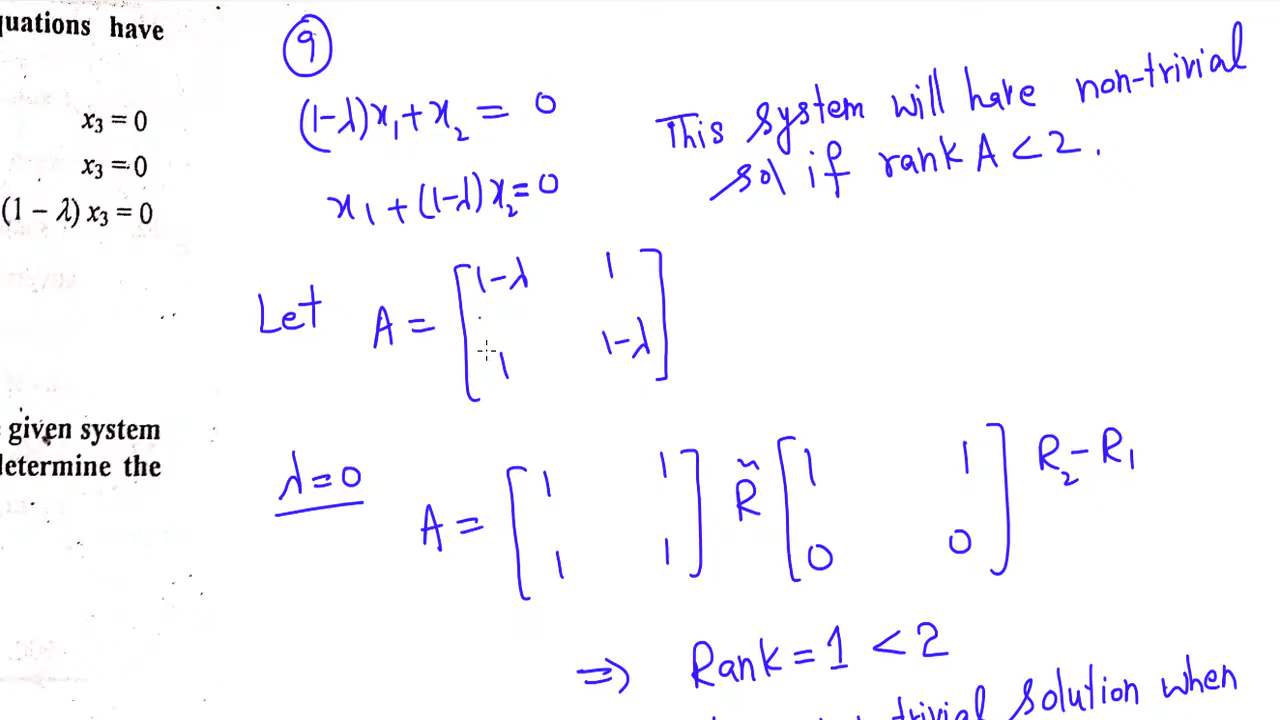 quations have
x₃ = 0
x₃ = 0
(1 − λ) x₃ = 0
given system
determine the
9
(1-λ)x₁ + x₂ = 0
x₁ + (1-λ)x₂ = 0
This system will have non-trivial
sol if rank A < 2.
Let A = [1-λ 1
1 1-λ]
λ=0
A = [1 1
1 1] R̃ [1 1
0 0] R₂-R₁
⇒ Rank = 1 < 2
trivial solution when